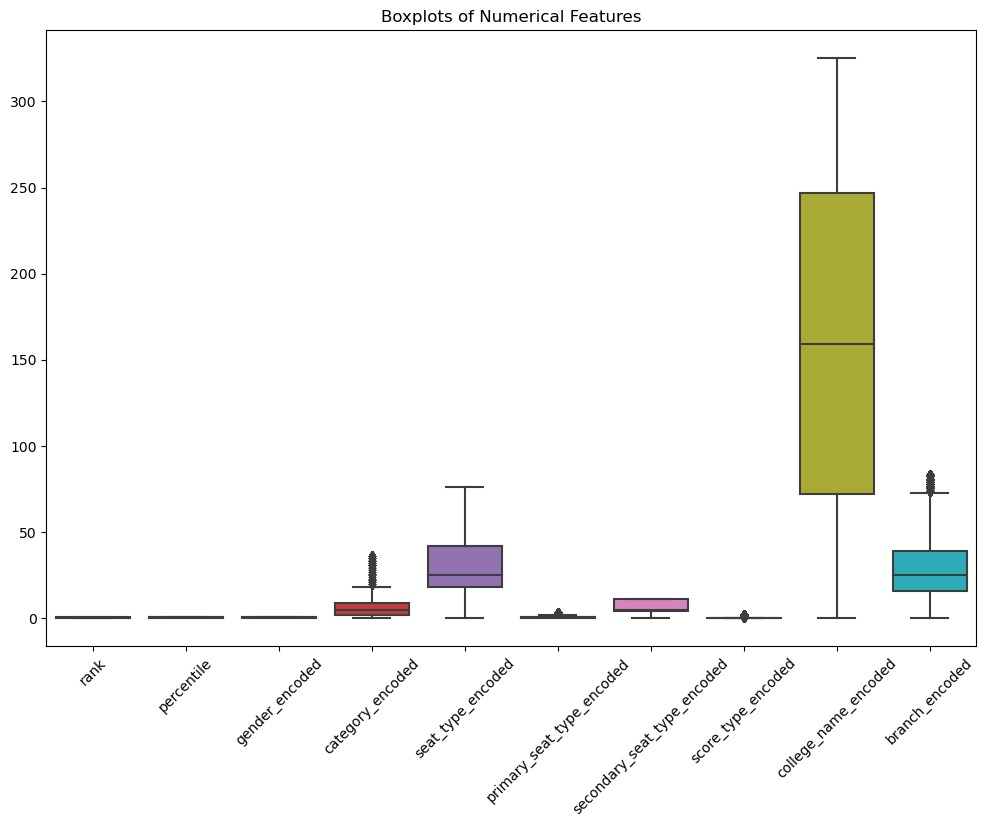 Boxplots of Numerical Features
300
250
200
150
100
50
0
rank
percentile
gender_encoded
category_encoded
seat_type_encoded
primary_seat_type_encoded
secondary_seat_type_encoded
score_type_encoded
college_name_encoded
branch_encoded